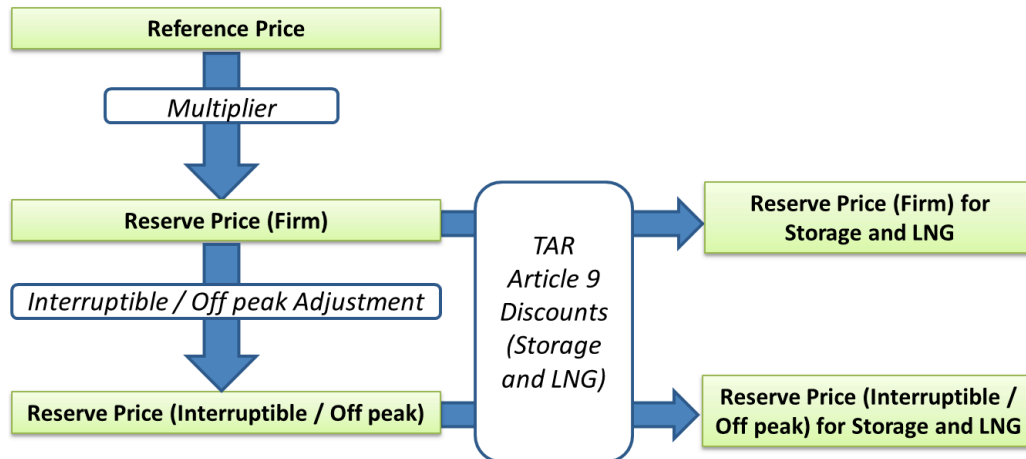 Reference Price
Multiplier
Reserve Price (Firm)
Interruptible / Off peak Adjustment
Reserve Price (Interruptible / Off peak)
TAR
Article 9
Discounts
(Storage
and LNG)
Reserve Price (Firm) for
Storage and LNG
Reserve Price (Interruptible /
Off peak) for Storage and LNG